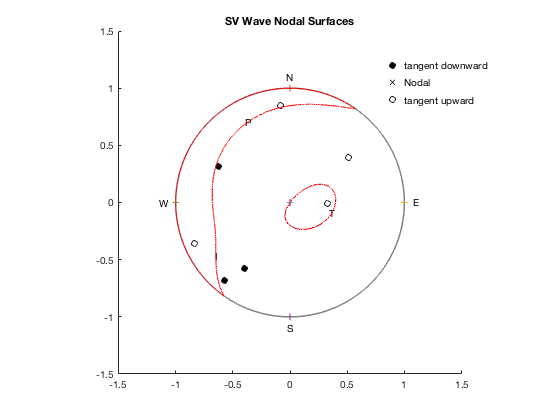 SV Wave Nodal Surfaces
1.5
tangent downward
Nodal
tangent upward
N
1
P
0.5
W
0
E
T
I
-0.5
-1
S
-1.5
-1.5
-1
-0.5
0
0.5
1
1.5